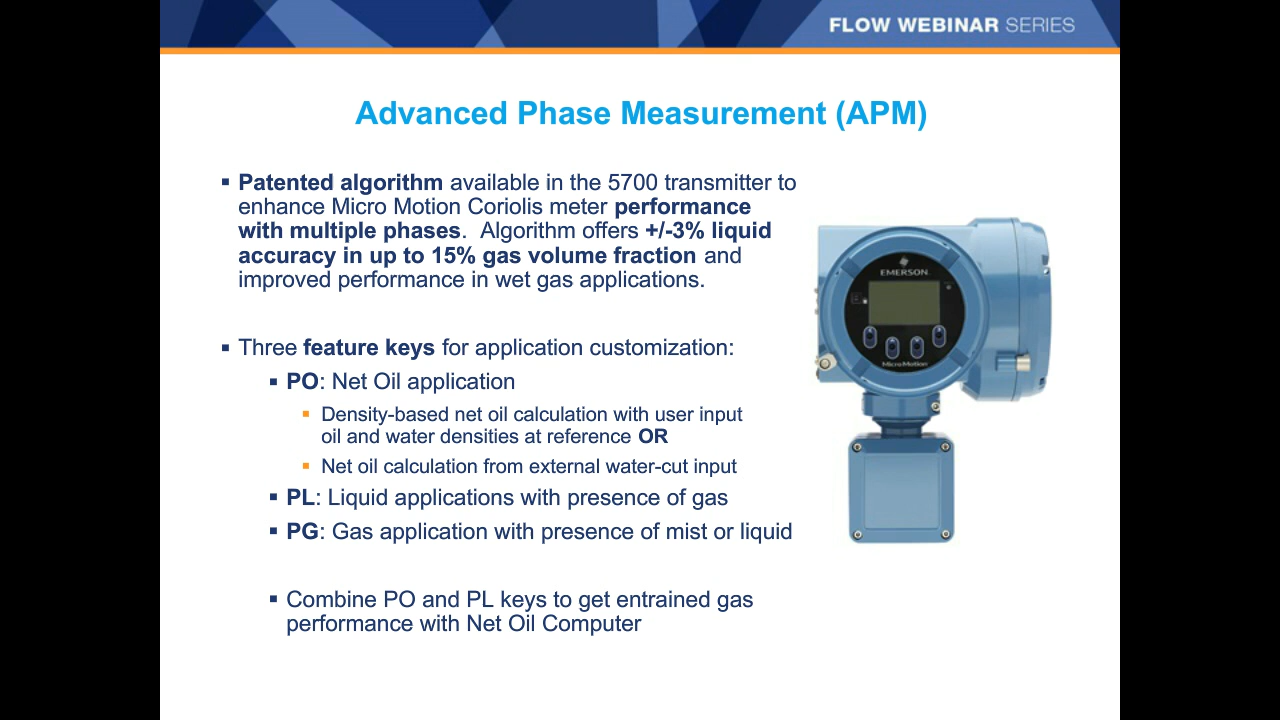 FLOW WEBINAR SERIES
Advanced Phase Measurement (APM)
▪ Patented algorithm available in the 5700 transmitter to
enhance Micro Motion Coriolis meter performance
with multiple phases.  Algorithm offers +/-3% liquid
accuracy in up to 15% gas volume fraction and
improved performance in wet gas applications.
▪ Three feature keys for application customization:
▪ PO: Net Oil application
▪ Density-based net oil calculation with user input
oil and water densities at reference OR
▪ Net oil calculation from external water-cut input
▪ PL: Liquid applications with presence of gas
▪ PG: Gas application with presence of mist or liquid
▪ Combine PO and PL keys to get entrained gas
performance with Net Oil Computer
EMERSON
Micro Motion